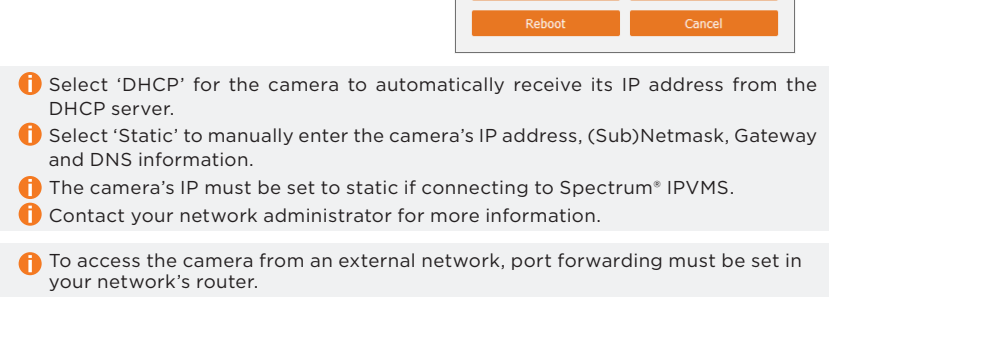 Reboot Cancel
Select ‘DHCP’ for the camera to automatically receive its IP address from the
DHCP server.
Select ‘Static’ to manually enter the camera’s IP address, (Sub)Netmask, Gateway
and DNS information.
The camera’s IP must be set to static if connecting to Spectrum® IPVMS.
Contact your network administrator for more information.
To access the camera from an external network, port forwarding must be set in
your network’s router.